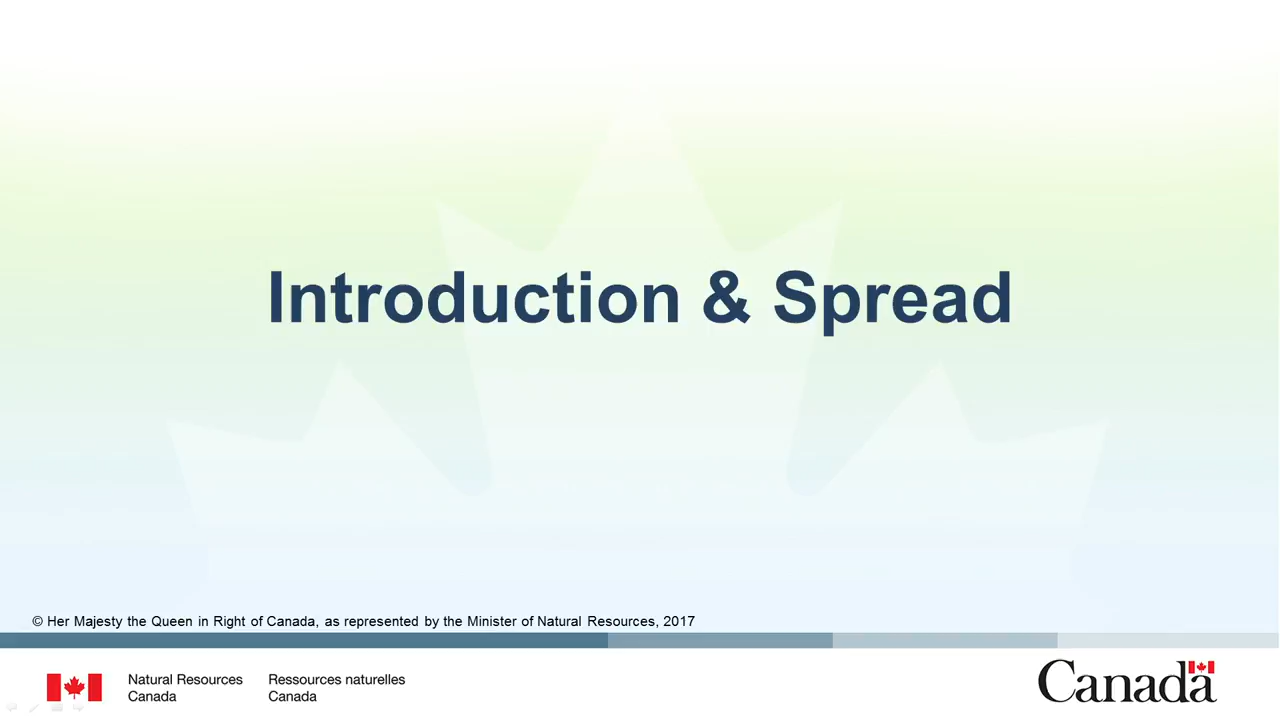 Introduction & Spread
© Her Majesty the Queen in Right of Canada, as represented by the Minister of Natural Resources, 2017
Natural Resources
Canada
Ressources naturelles
Canada
Canada